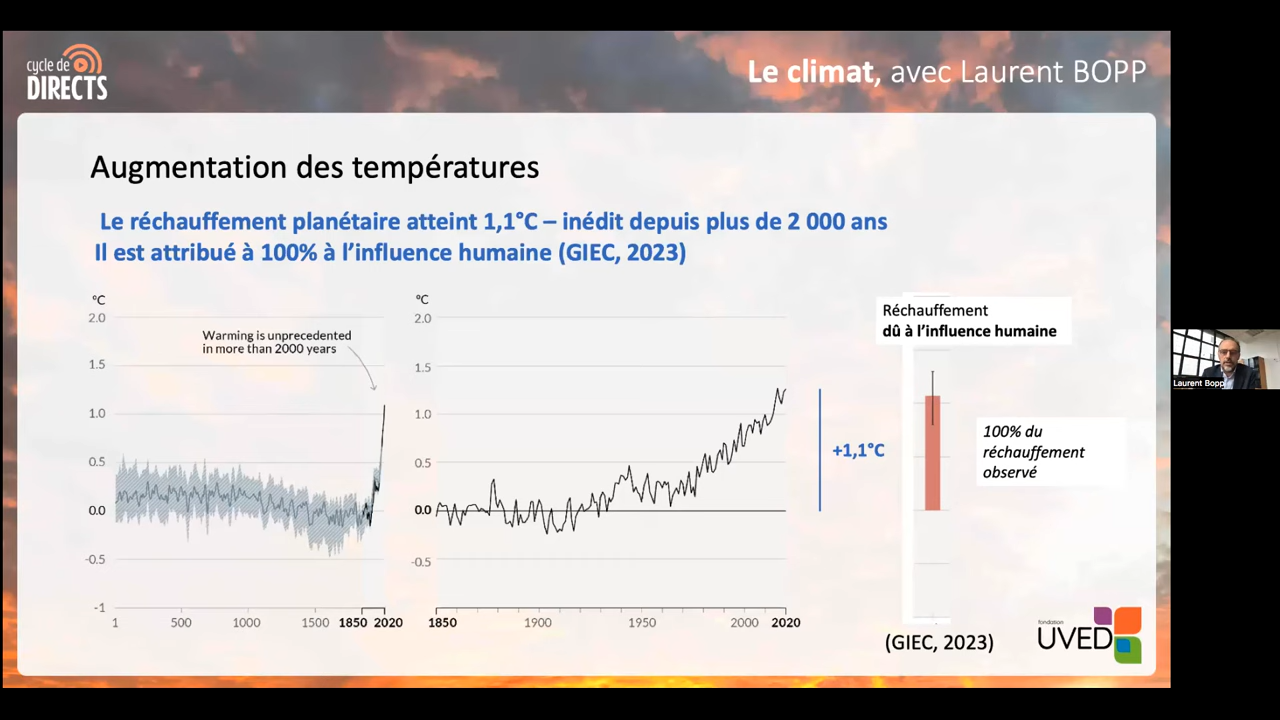 cycle de
DIRECTS
Le climat, avec Laurent BOPP
Augmentation des températures
Le réchauffement planétaire atteint 1,1°C – inédit depuis plus de 2 000 ans
Il est attribué à 100% à l'influence humaine (GIEC, 2023)
°C
2.0
1.5
1.0
0.5
0.0
-0.5
-1
1 500 1000 1500 1850 2020
Warming is unprecedented
in more than 2000 years
°C
2.0
1.5
1.0
0.5
0.0
-0.5
1850 1900 1950 2000 2020
+1,1°C
Réchauffement
dû à l'influence humaine
100% du
réchauffement
observé
(GIEC, 2023)
fondation
UVED
Laurent Bopp